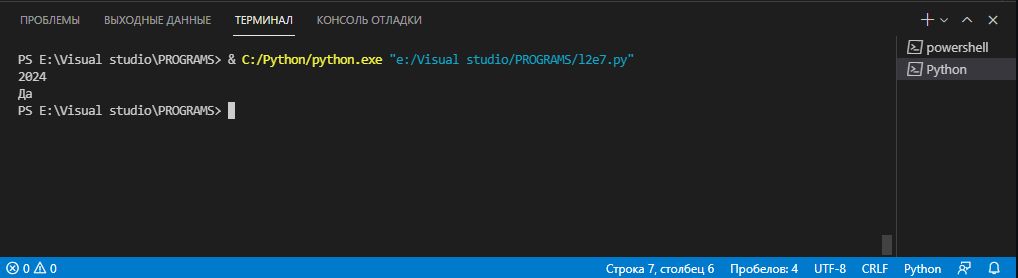 ПРОБЛЕМЫ ВЫХОДНЫЕ ДАННЫЕ ТЕРМИНАЛ КОНСОЛЬ ОТЛАДКИ
PS E:\Visual studio\PROGRAMS> & C:/Python/python.exe "e:/Visual studio/PROGRAMS/l2e7.py"
2024
Да
PS E:\Visual studio\PROGRAMS>
powershell
Python
0 0 Строка 7, столбец 6 Пробелов: 4 UTF-8 CRLF Python